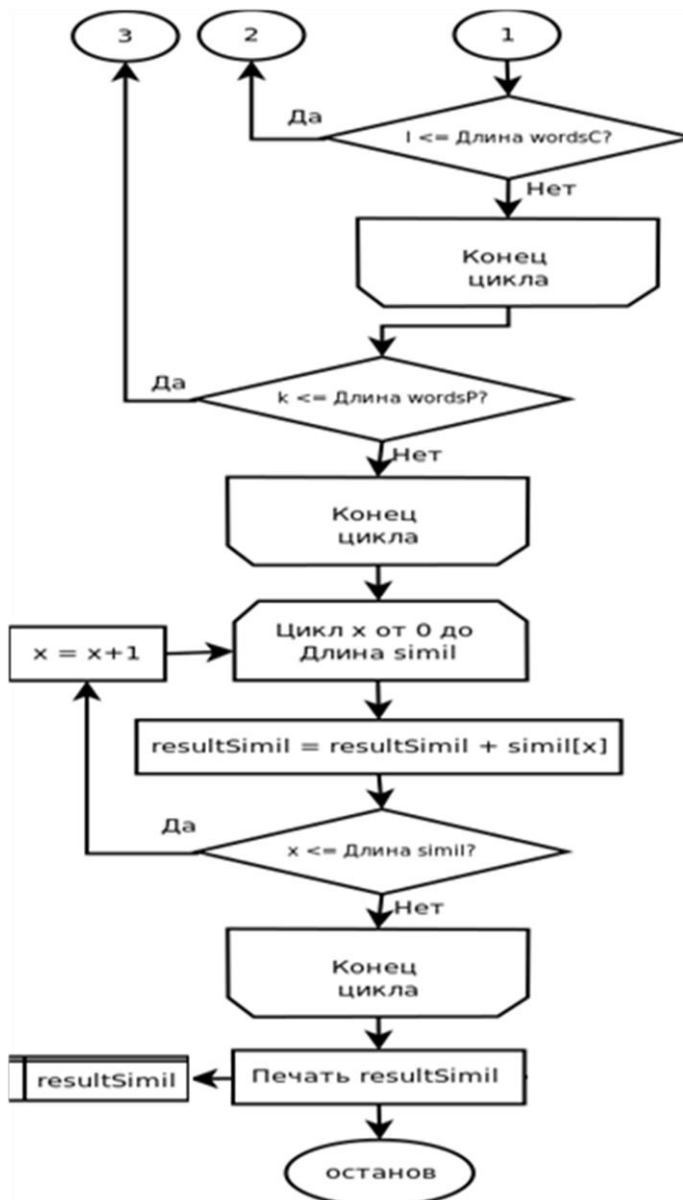 3
2
1
Да
l <= Длина wordsC?
Нет
Конец
цикла
Да
k <= Длина wordsP?
Нет
Конец
цикла
Цикл x от 0 до
Длина simil
x = x+1
resultSimil = resultSimil + simil[x]
Да
x <= Длина simil?
Нет
Конец
цикла
Печать resultSimil
resultSimil
останов